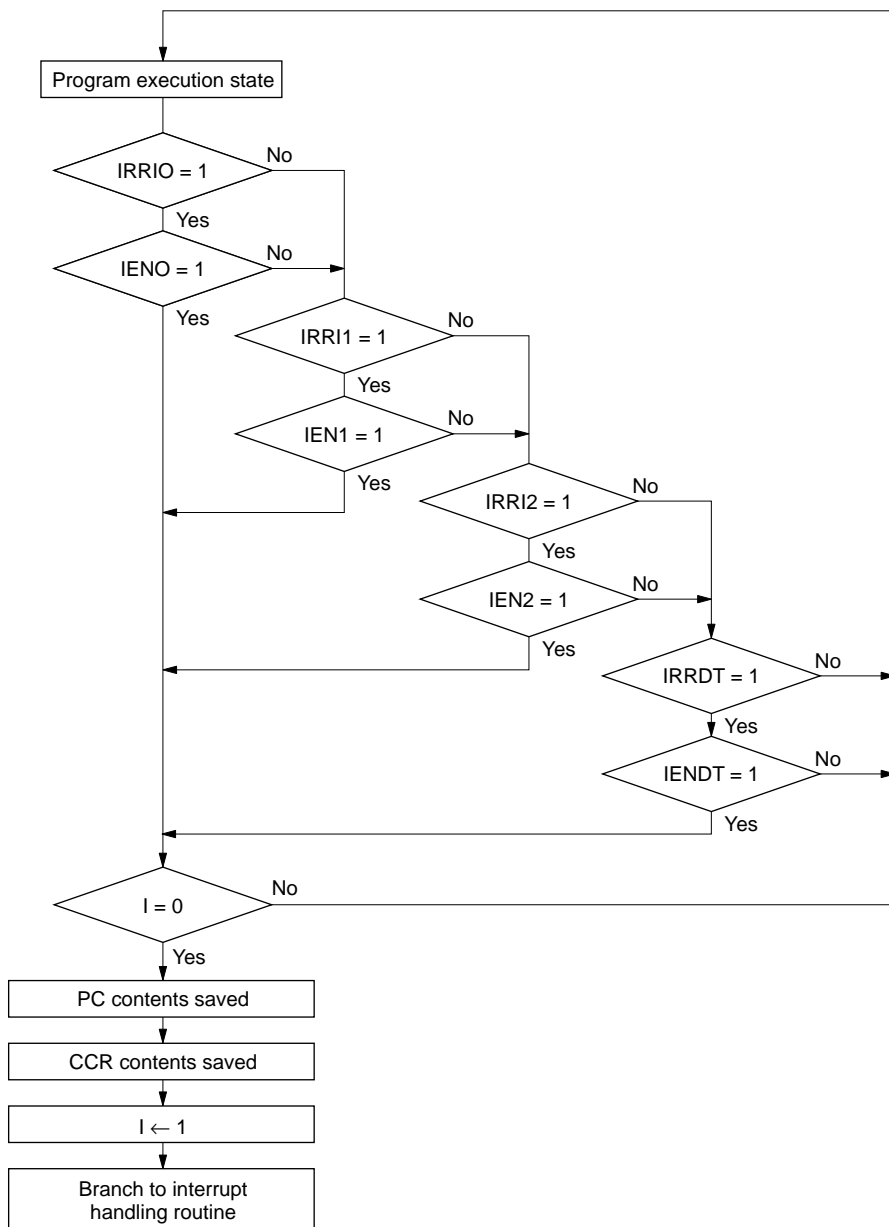 Program execution state
IRRIO = 1
No
Yes
IENO = 1
No
Yes
IRRI1 = 1
No
Yes
IEN1 = 1
No
Yes
IRRI2 = 1
No
Yes
IEN2 = 1
No
Yes
IRRDT = 1
No
Yes
IENDT = 1
No
Yes
I = 0
No
Yes
PC contents saved
CCR contents saved
I ← 1
Branch to interrupt
handling routine